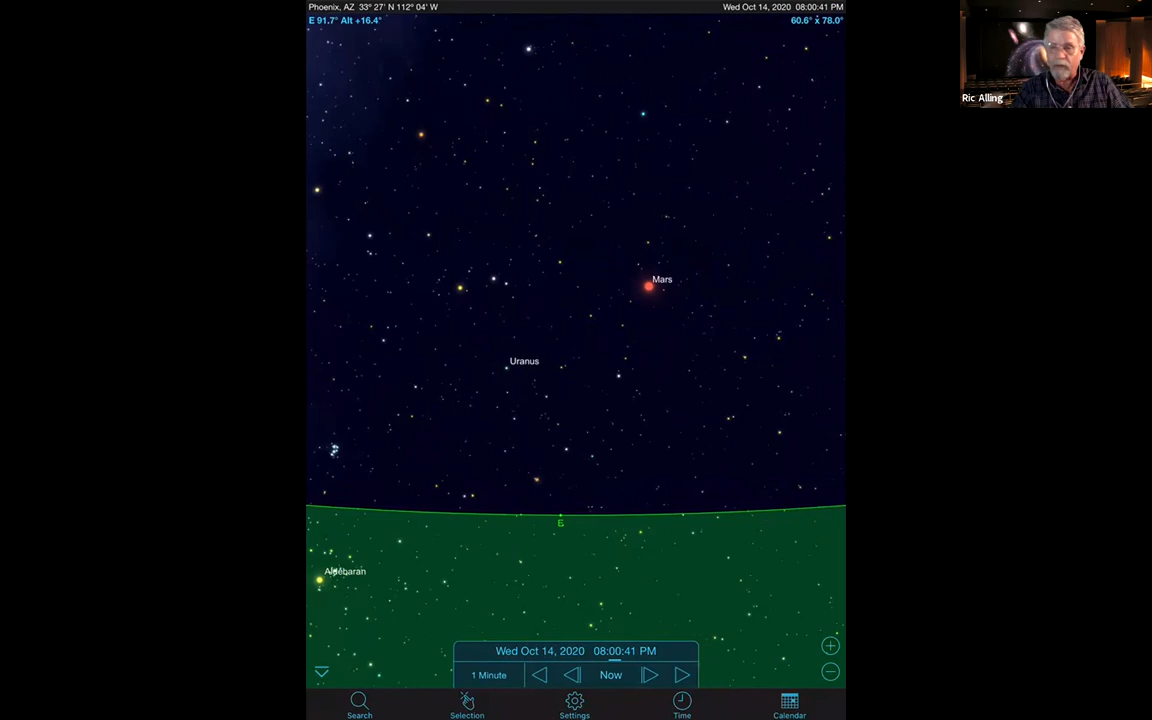 Phoenix, AZ 33° 27' N 112° 04' W
Wed Oct 14, 2020 08:00:41 PM
E 91.7° Alt +16.4°
60.6° x 78.0°
Ric Alling
Mars
Uranus
E
Aldebaran
Wed Oct 14, 2020 08:00:41 PM
1 Minute
Now
Search
Selection
Settings
Time
Calendar